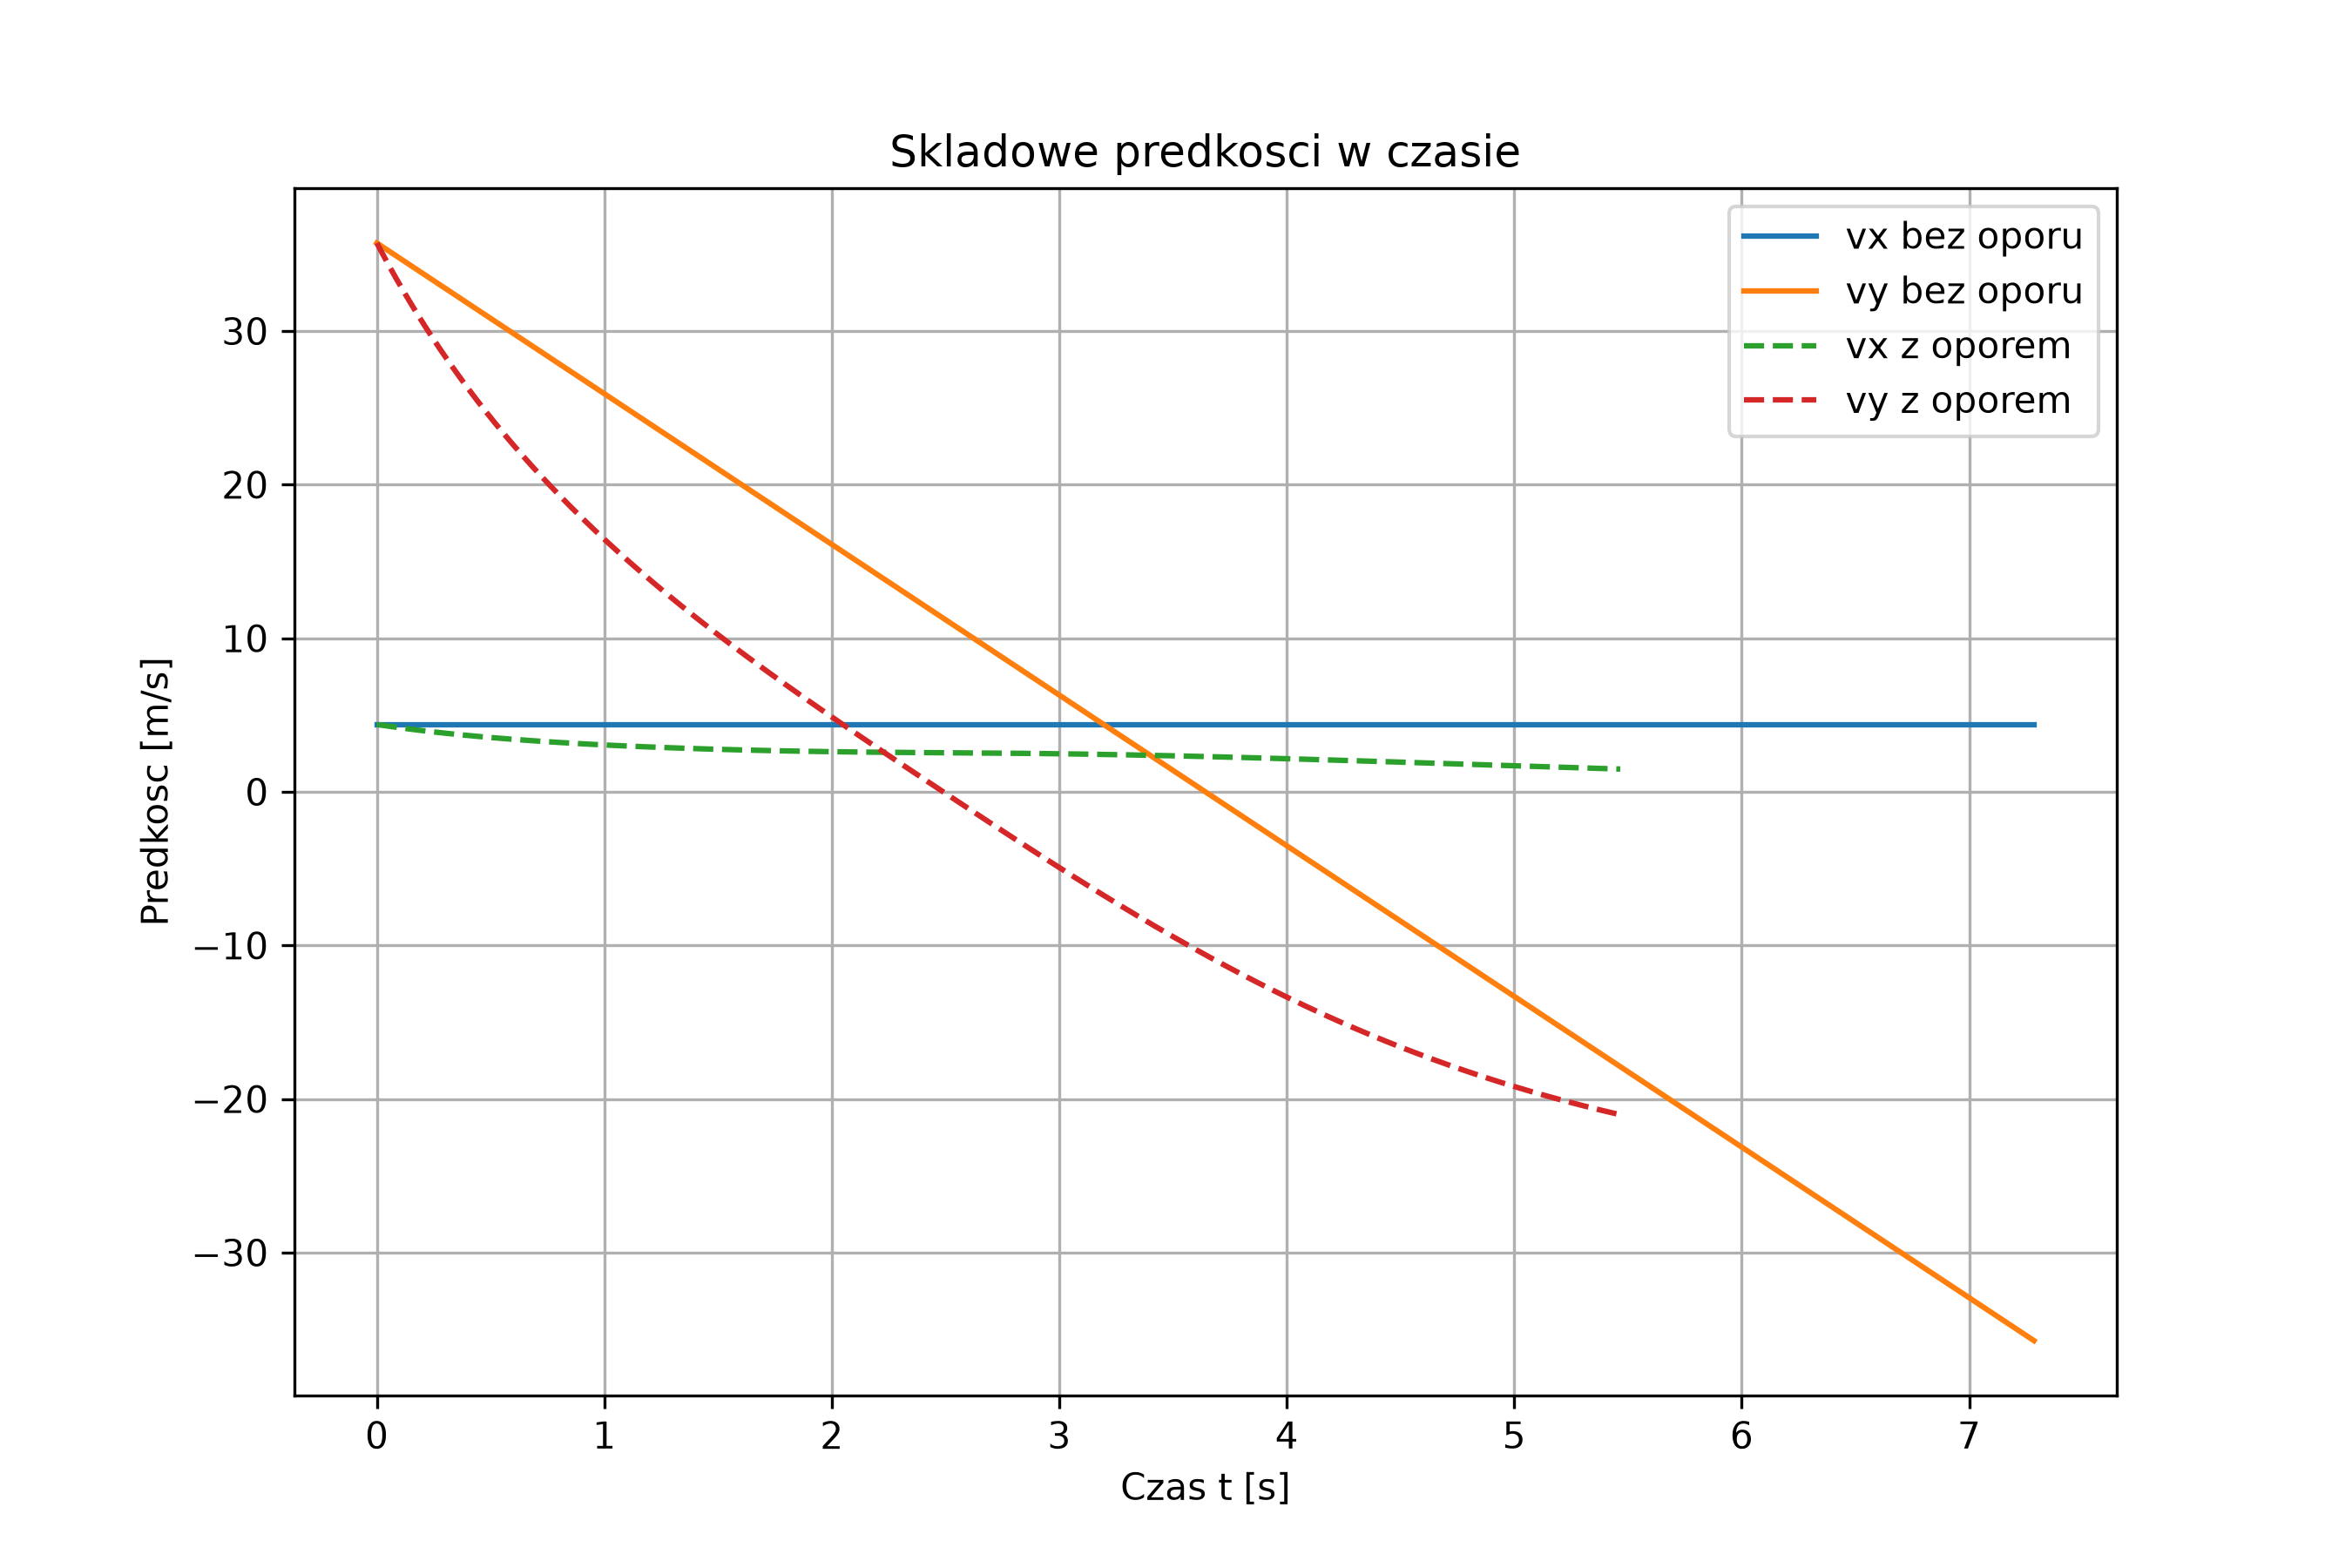 Skladowe predkosci w czasie
vx bez oporu
vy bez oporu
vx z oporem
vy z oporem
Predkosc [m/s]
30
20
10
0
−10
−20
−30
0 1 2 3 4 5 6 7
Czas t [s]